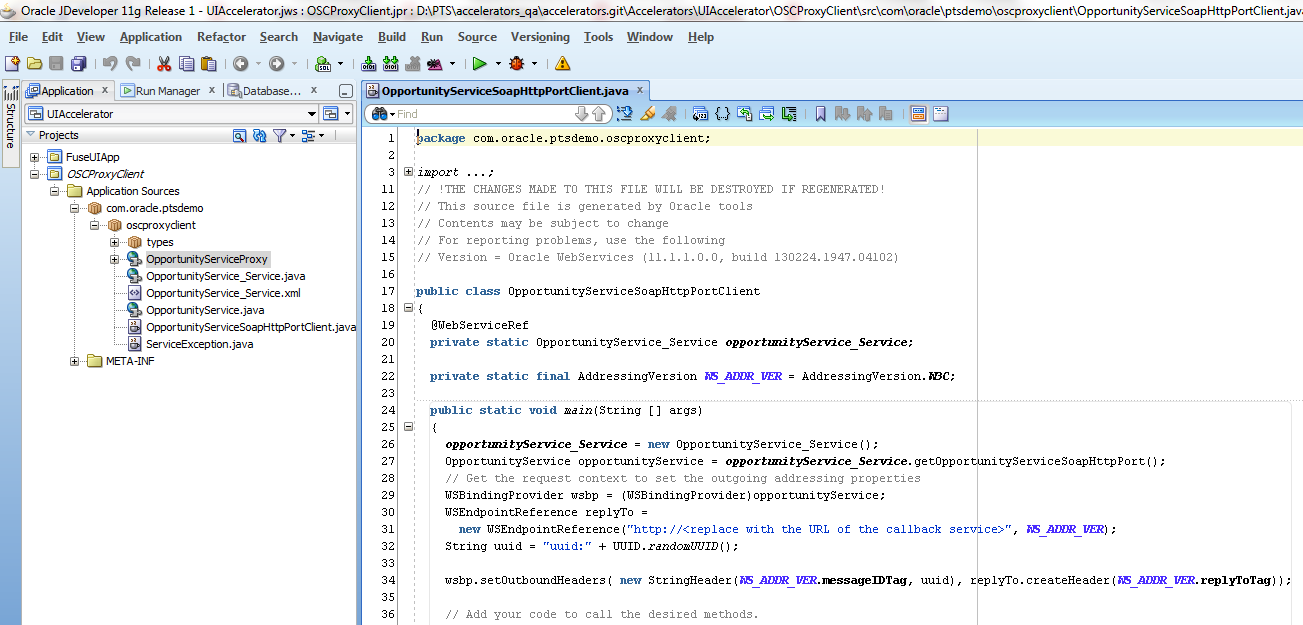 Oracle JDeveloper 11g Release 1 - UIAccelerator.jws : OSCProxyClient.jpr : D:\PTS\accelerators_qa\accelerators.git\Accelerators\UIAccelerator\OSCProxyClient\src\com\oracle\ptsdemo\oscproxyclient\OpportunityServiceSoapHttpPortClient.java
File Edit View Application Refactor Search Navigate Build Run Source Versioning Tools Window Help
Application x Run Manager x Database... x
OpportunityServiceSoapHttpPortClient.java x
Structure
UIAccelerator
Find
Projects
FuseUIApp
OSCProxyClient
Application Sources
com.oracle.ptsdemo
oscproxyclient
types
OpportunityServiceProxy
OpportunityService_Service.java
OpportunityService_Service.xml
OpportunityService.java
OpportunityServiceSoapHttpPortClient.java
ServiceException.java
META-INF
1 package com.oracle.ptsdemo.oscproxyclient;
2
3 import ...;
11 // !THE CHANGES MADE TO THIS FILE WILL BE DESTROYED IF REGENERATED!
12 // This source file is generated by Oracle tools
13 // Contents may be subject to change
14 // For reporting problems, use the following
15 // Version = Oracle WebServices (11.1.1.0.0, build 130224.1947.04102)
16
17 public class OpportunityServiceSoapHttpPortClient
18 {
19 @WebServiceRef
20 private static OpportunityService_Service opportunityService_Service;
21
22 private static final AddressingVersion WS_ADDR_VER = AddressingVersion.W3C;
23
24 public static void main(String [] args)
25 {
26 opportunityService_Service = new OpportunityService_Service();
27 OpportunityService opportunityService = opportunityService_Service.getOpportunityServiceSoapHttpPort();
28 // Get the request context to set the outgoing addressing properties
29 WSBindingProvider wsbp = (WSBindingProvider)opportunityService;
30 WSEndpointReference replyTo =
31 new WSEndpointReference("http://<replace with the URL of the callback service>", WS_ADDR_VER);
32 String uuid = "uuid:" + UUID.randomUUID();
33
34 wsbp.setOutboundHeaders( new StringHeader(WS_ADDR_VER.messageIDTag, uuid), replyTo.createHeader(WS_ADDR_VER.replyToTag));
35
36 // Add your code to call the desired methods.